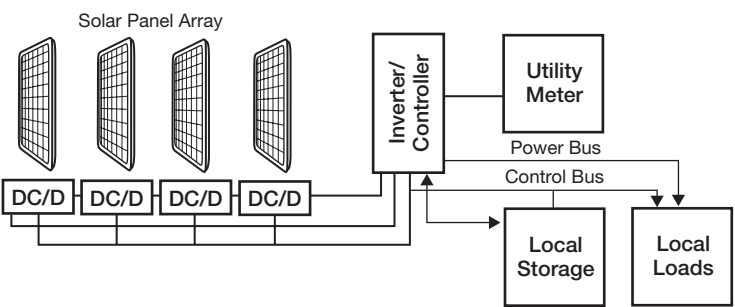 Solar Panel Array
Inverter/
Controller
Utility
Meter
Power Bus
Control Bus
DC/D
DC/D
DC/D
DC/D
Local
Storage
Local
Loads